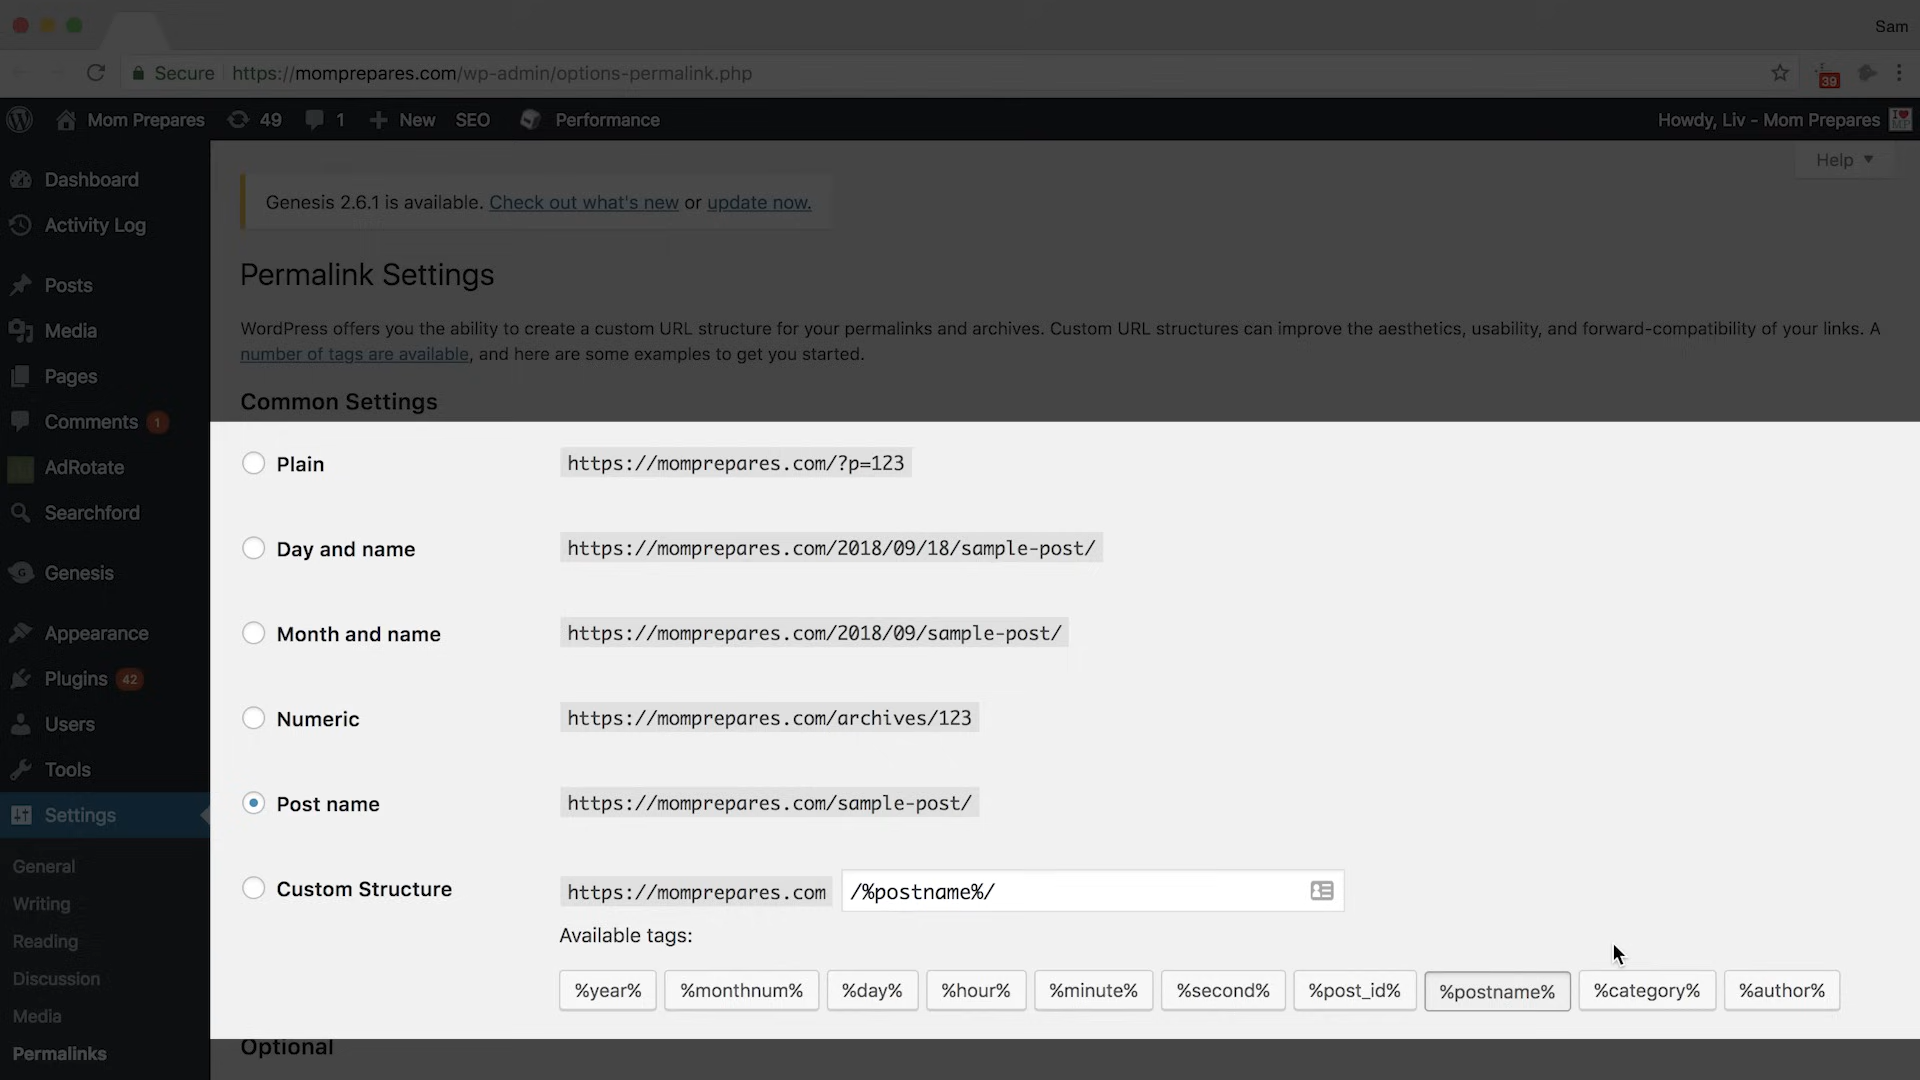 Sam
Secure https://momprepares.com/wp-admin/options-permalink.php
39
Mom Prepares 49 1 New SEO Performance Howdy, Liv - Mom Prepares
Help
Dashboard
Activity Log
Posts
Media
Pages
Comments 1
AdRotate
Searchford
Genesis
Appearance
Plugins 42
Users
Tools
Settings
General
Writing
Reading
Discussion
Media
Permalinks
Genesis 2.6.1 is available. Check out what's new or update now.
Permalink Settings
WordPress offers you the ability to create a custom URL structure for your permalinks and archives. Custom URL structures can improve the aesthetics, usability, and forward-compatibility of your links. A
number of tags are available, and here are some examples to get you started.
Common Settings
Plain https://momprepares.com/?p=123
Day and name https://momprepares.com/2018/09/18/sample-post/
Month and name https://momprepares.com/2018/09/sample-post/
Numeric https://momprepares.com/archives/123
Post name https://momprepares.com/sample-post/
Custom Structure https://momprepares.com /%postname%/
Available tags:
%year% %monthnum% %day% %hour% %minute% %second% %post_id% %postname% %category% %author%
Optional